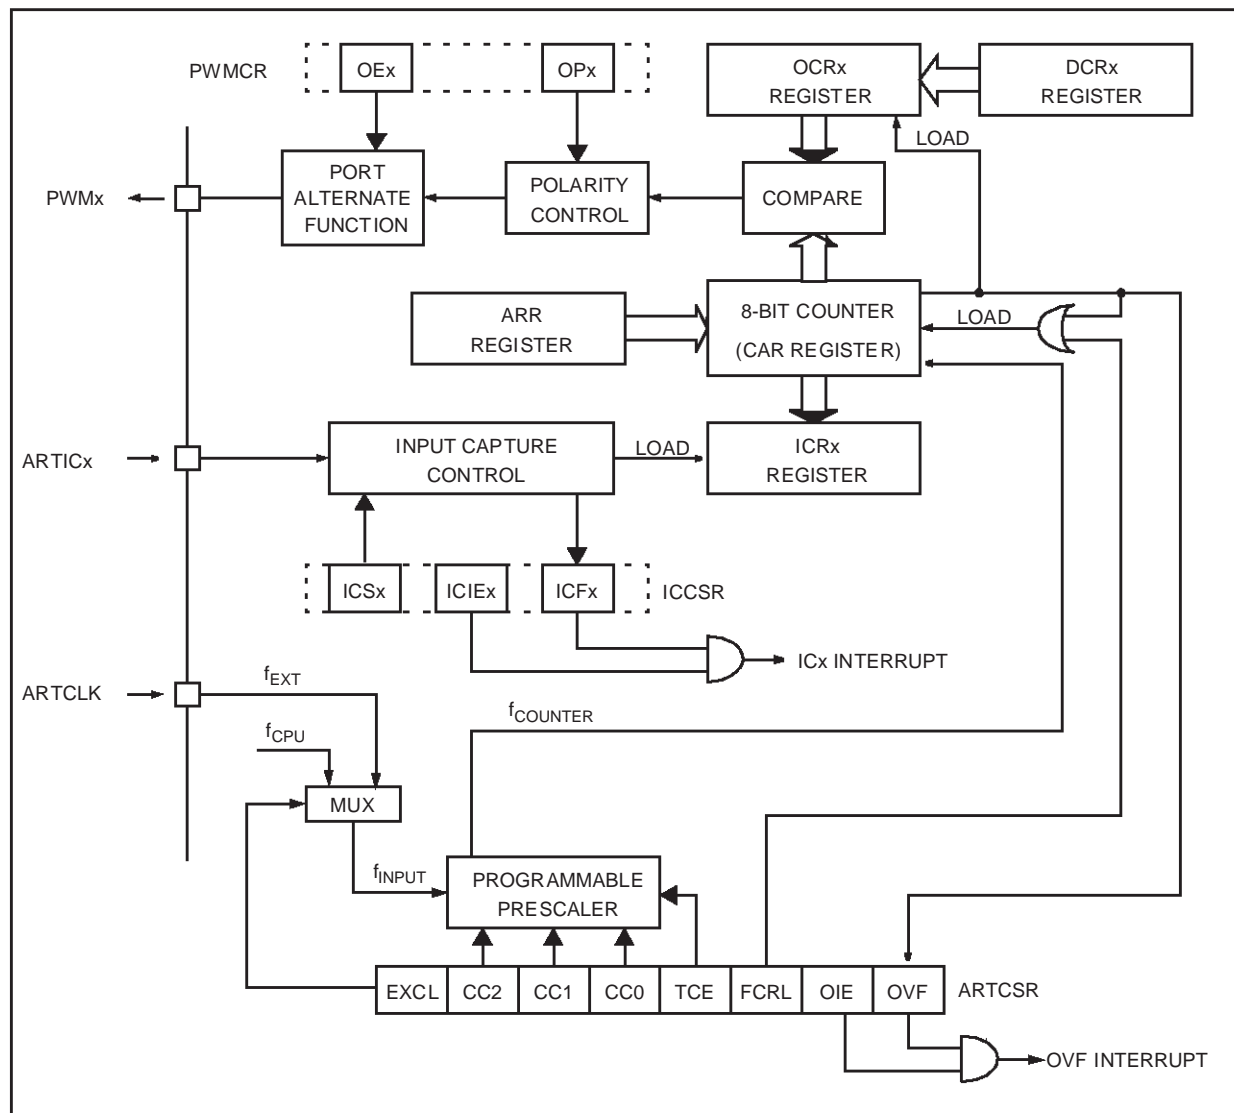 PWMCR
OEx
OPx
OCRx
REGISTER
DCRx
REGISTER
LOAD
PWMx
PORT
ALTERNATE
FUNCTION
POLARITY
CONTROL
COMPARE
ARR
REGISTER
8-BIT COUNTER
(CAR REGISTER)
LOAD
ARTICx
INPUT CAPTURE
CONTROL
LOAD
ICRx
REGISTER
ICSx
ICIEx
ICFx
ICCSR
ICx INTERRUPT
ARTCLK
fEXT
fCPU
fCOUNTER
MUX
fINPUT
PROGRAMMABLE
PRESCALER
EXCL
CC2
CC1
CC0
TCE
FCRL
OIE
OVF
ARTCSR
OVF INTERRUPT